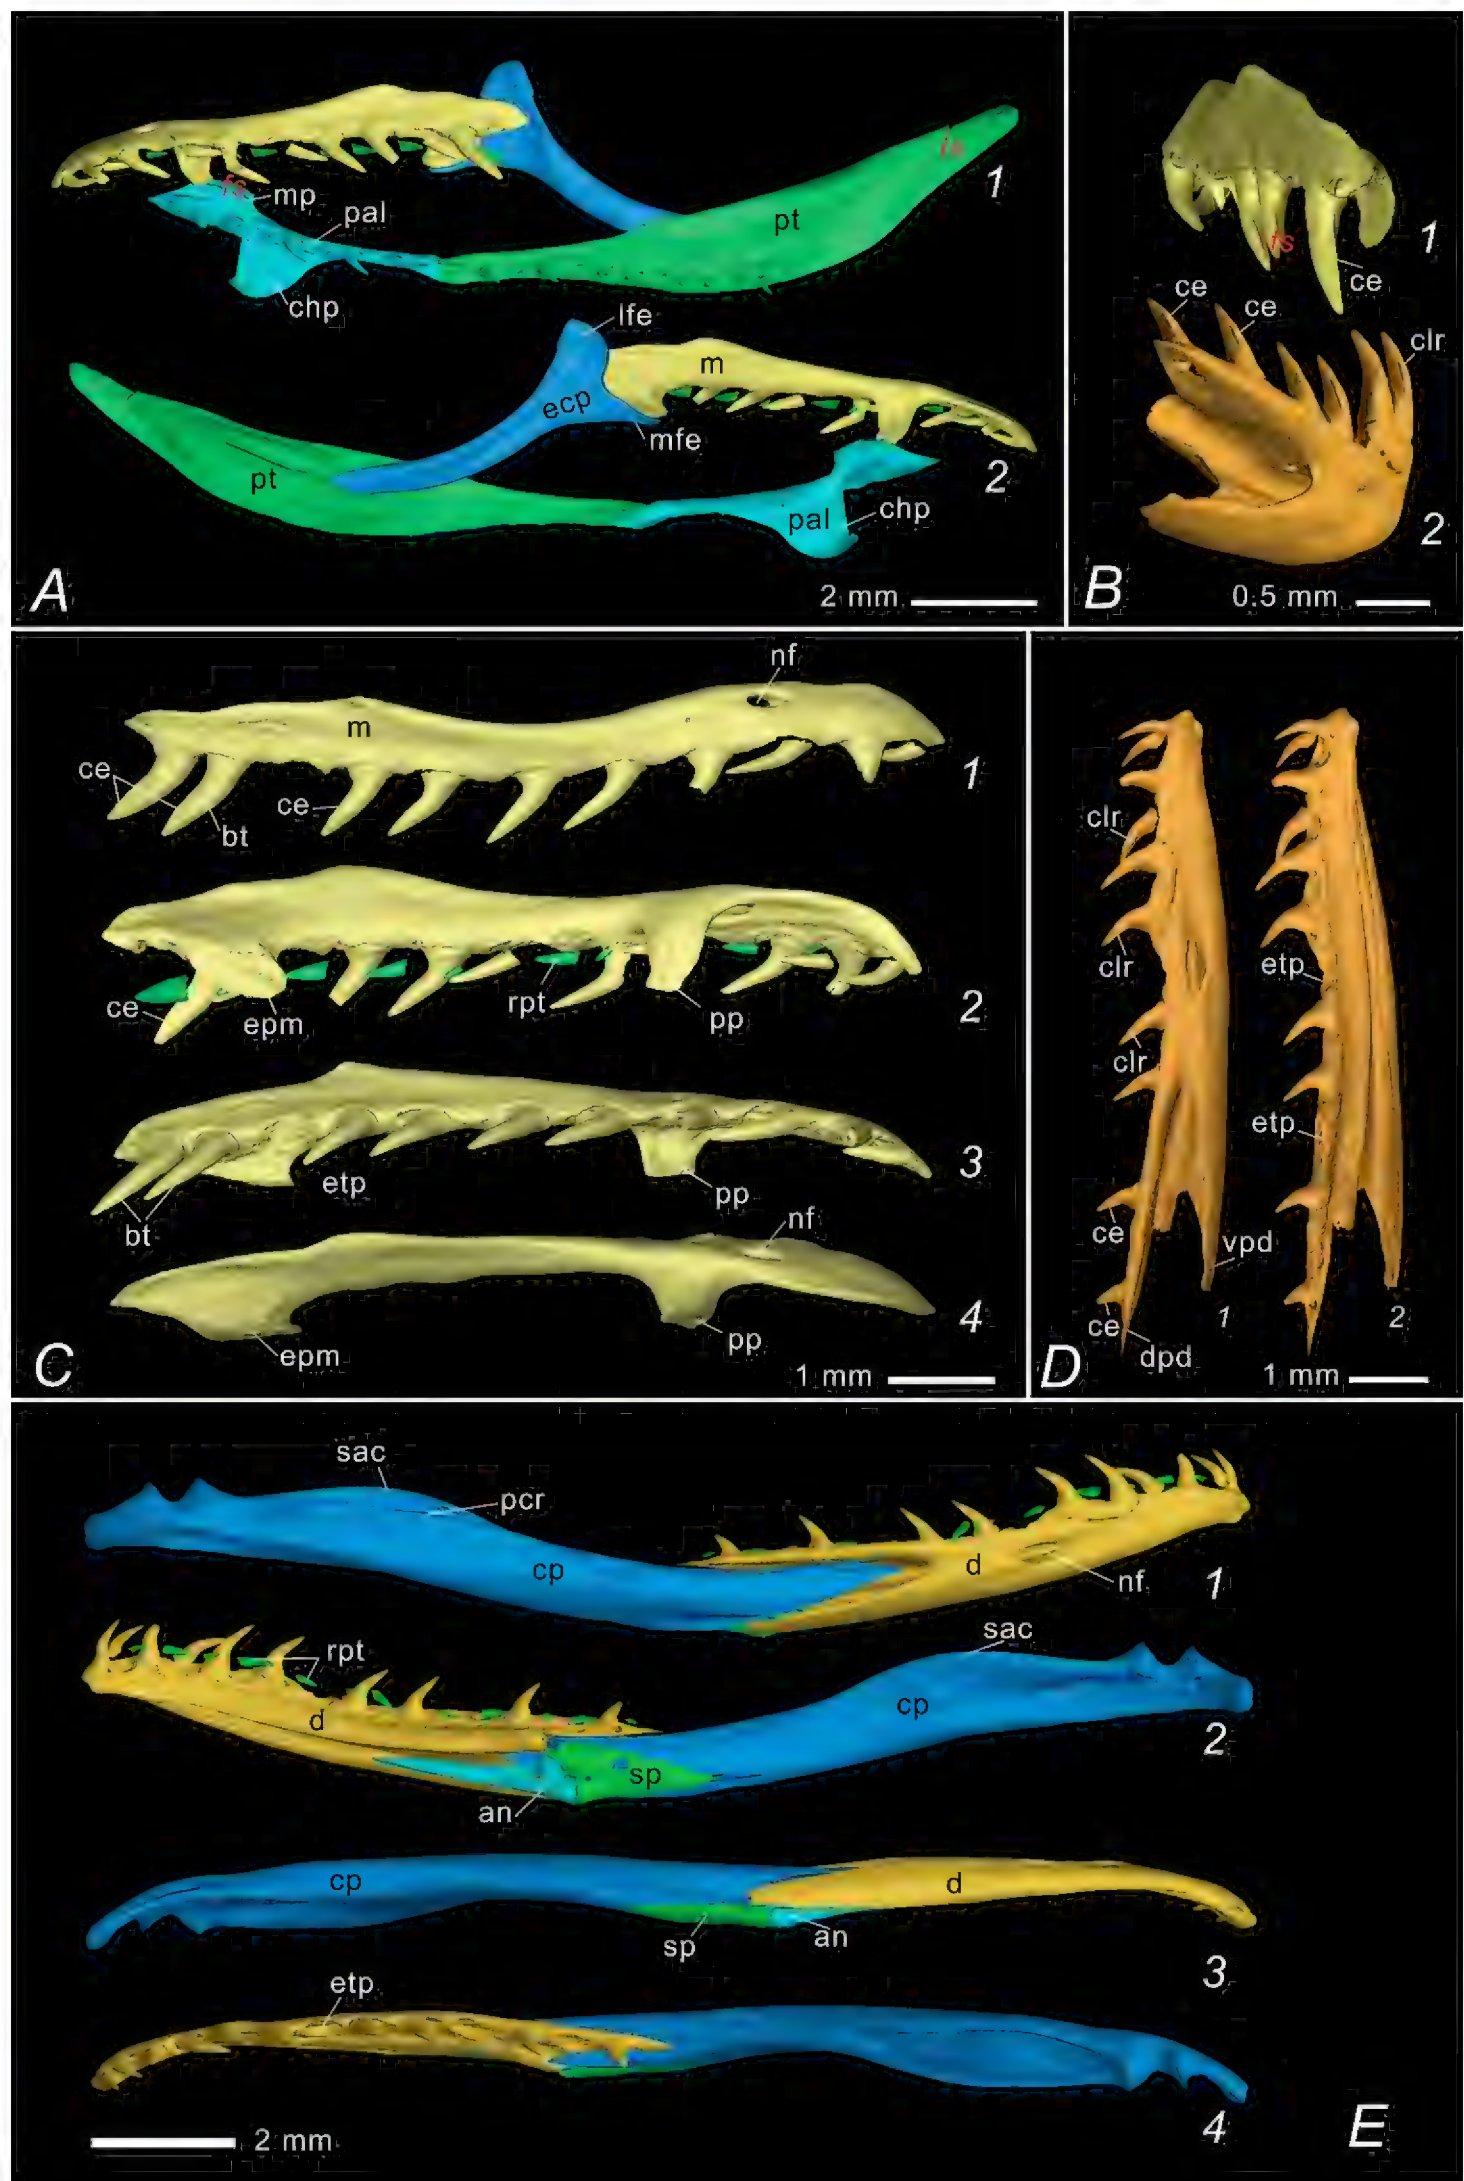 fs
1
fs
mp
pal
pt
chp
lfe
m
ecp
mfe
pt
2
pal
chp
A
2 mm
fs
1
ce
ce
ce
clr
2
B
0.5 mm
nf
m
ce
1
ce
bt
ce
rpt
2
epm
pp
etp
3
pp
bt
nf
4
pp
epm
C
1 mm
clr
clr
etp
clr
etp
ce
vpd
ce
1
2
dpd
D
1 mm
sac
pcr
cp
d
nf
1
rpt
sac
d
cp
2
sp
an
cp
d
sp
an
3
etp
4
E
2 mm